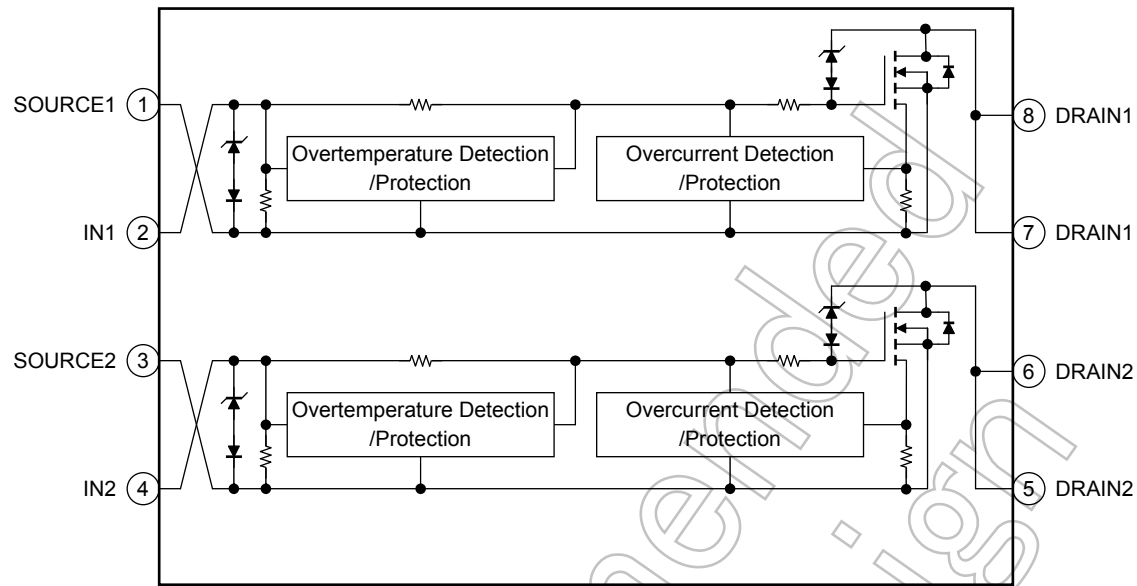 SOURCE1 1
IN1 2
Overtemperature Detection
/Protection
Overcurrent Detection
/Protection
8 DRAIN1
7 DRAIN1
SOURCE2 3
IN2 4
Overtemperature Detection
/Protection
Overcurrent Detection
/Protection
6 DRAIN2
5 DRAIN2